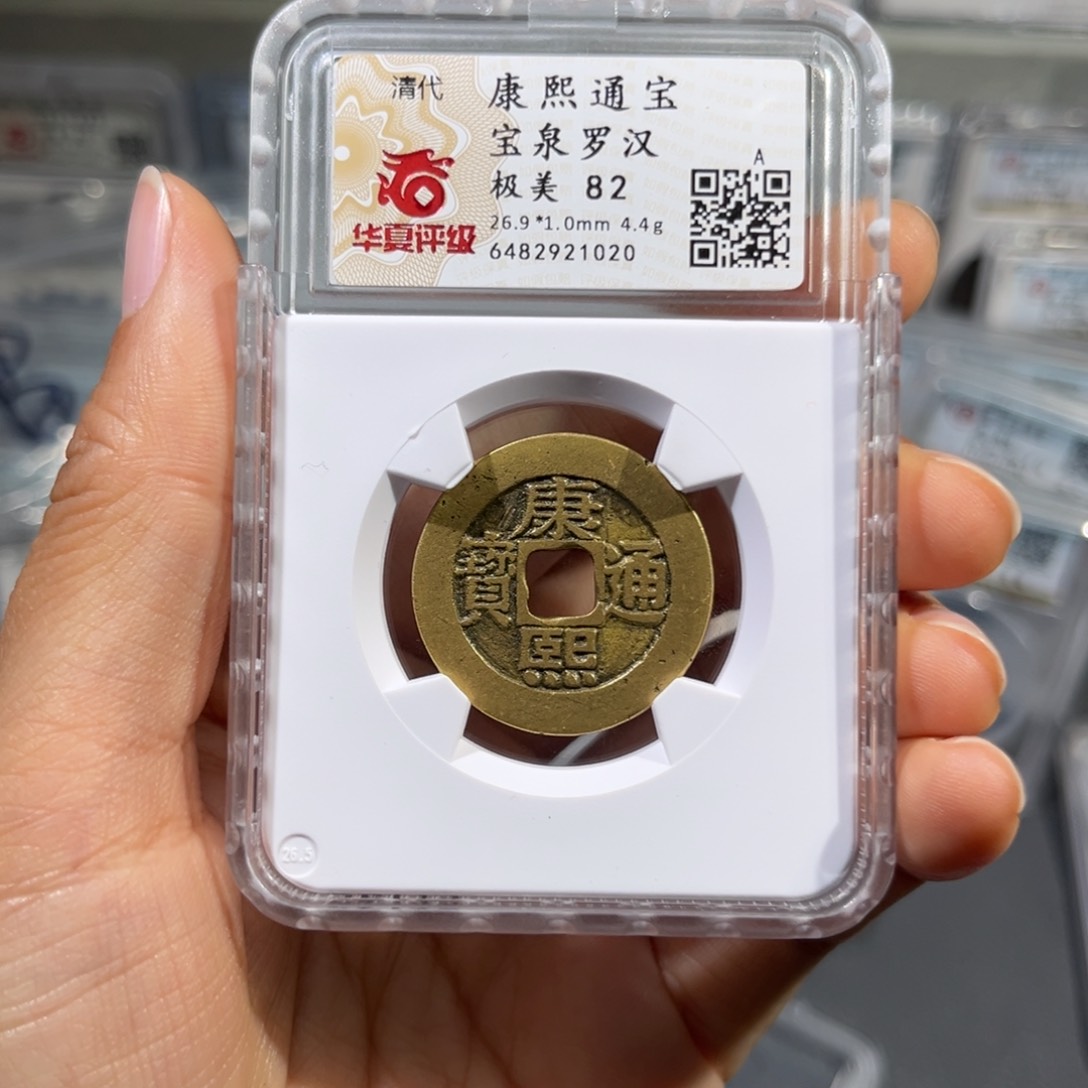 清代
康熙通宝
宝泉罗汉
极美 82
26.9*1.0mm 4.4g
6482921020
A
华夏评级
康
寶 通
熙
26.5